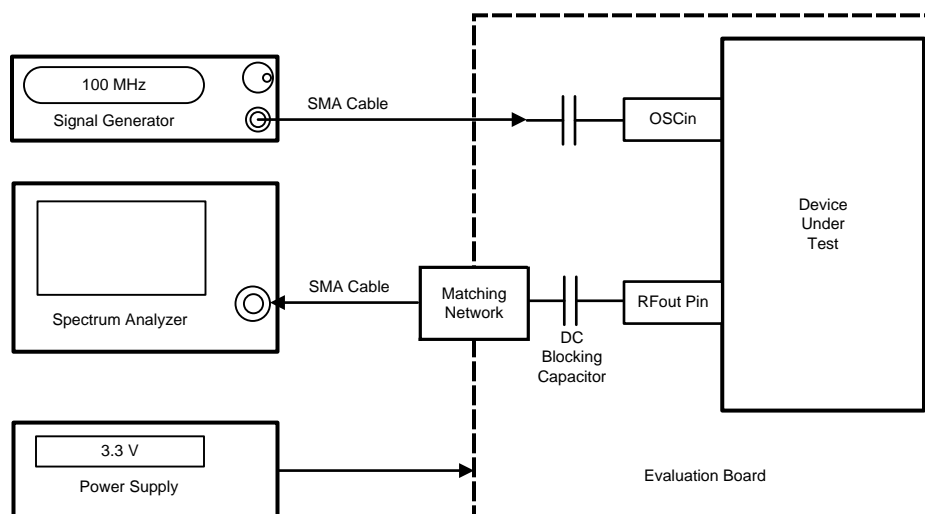 100 MHz
Signal Generator
SMA Cable
OSCin
Device
Under
Test
SMA Cable
Matching
Network
RFout Pin
Spectrum Analyzer
DC
Blocking
Capacitor
3.3 V
Power Supply
Evaluation Board